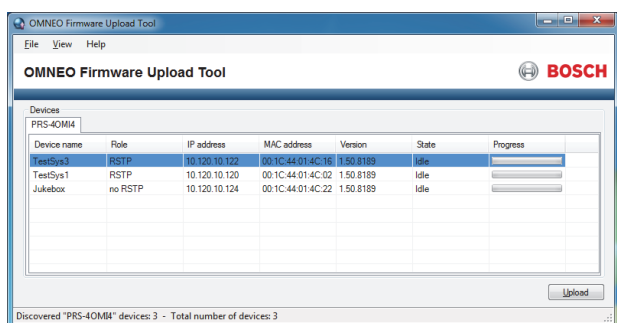 OMNEO Firmware Upload Tool
File View Help
OMNEO Firmware Upload Tool BOSCH
Devices
PRS-4OMI4
Device name Role IP address MAC address Version State Progress
TestSys3 RSTP 10.120.10.122 00:1C:44:01:4C:16 1.50.8189 Idle
TestSys1 RSTP 10.120.10.120 00:1C:44:01:4C:02 1.50.8189 Idle
Jukebox no RSTP 10.120.10.124 00:1C:44:01:4C:22 1.50.8189 Idle
Upload
Discovered "PRS-4OMI4" devices: 3 - Total number of devices: 3